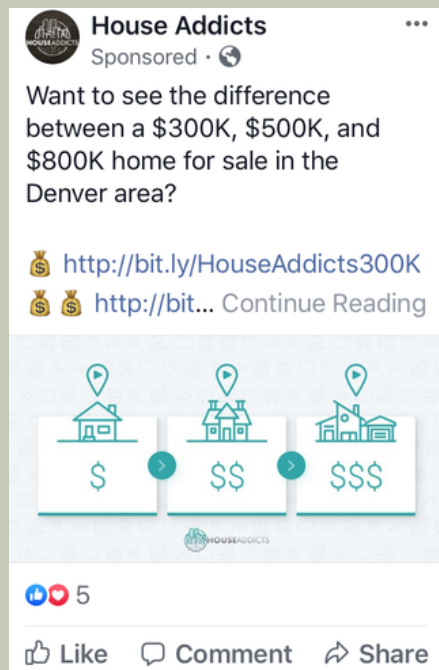 House Addicts
HOUSEADDICTS
Sponsored ·
Want to see the difference
between a $300K, $500K, and
$800K home for sale in the
Denver area?
http://bit.ly/HouseAddicts300K
http://bit... Continue Reading
$ $$ $$$
HOUSEADDICTS
5
Like Comment Share